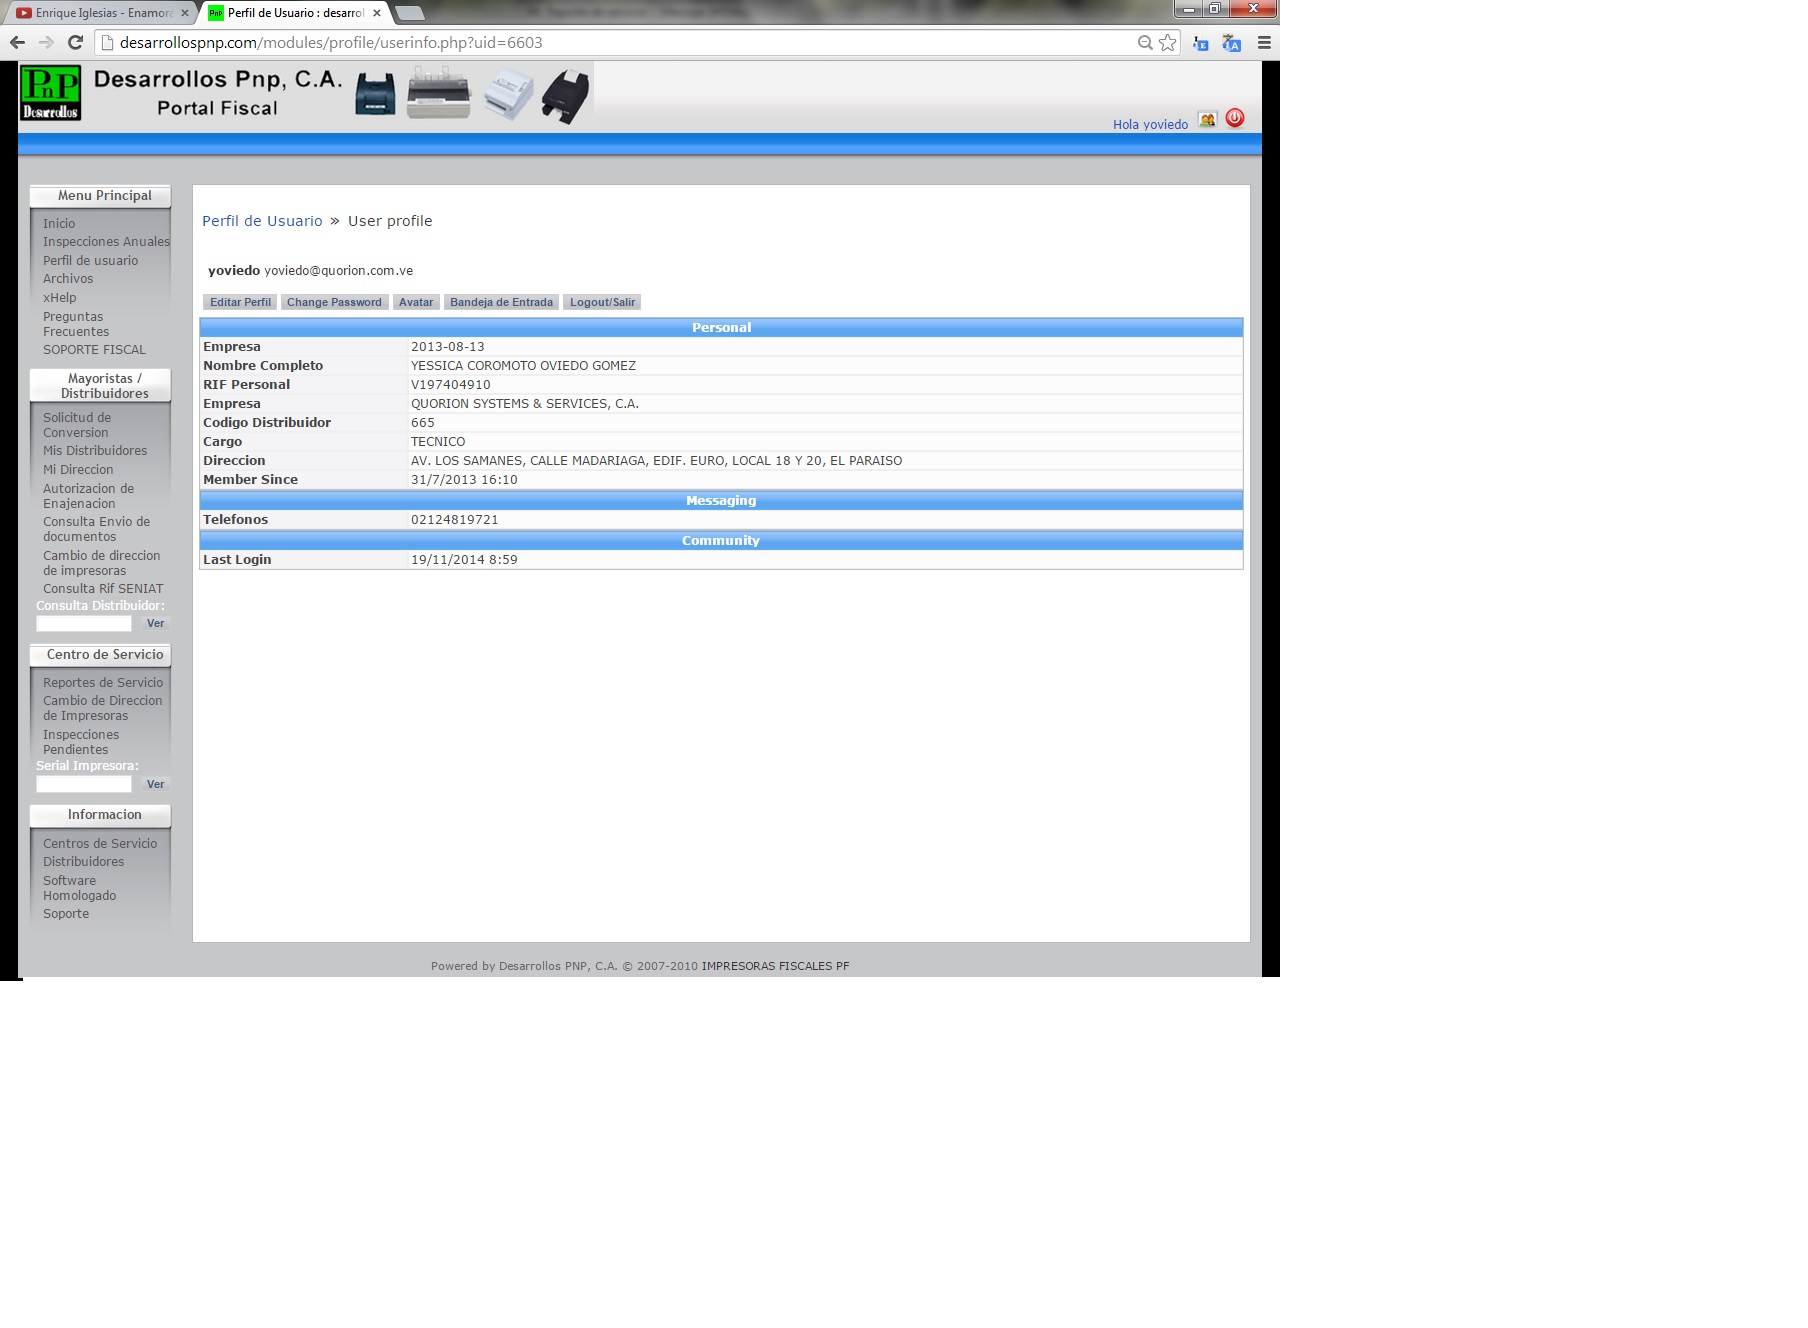 Enrique Iglesias - Enamora
Perfil de Usuario : desarrol
desarrollospnp.com/modules/profile/userinfo.php?uid=6603
PnP
Desarrollos
Desarrollos Pnp, C.A.
Portal Fiscal
Hola yoviedo
Menu Principal
Inicio
Inspecciones Anuales
Perfil de usuario
Archivos
xHelp
Preguntas
Frecuentes
SOPORTE FISCAL
Mayoristas /
Distribuidores
Solicitud de
Conversion
Mis Distribuidores
Mi Direccion
Autorizacion de
Enajenacion
Consulta Envio de
documentos
Cambio de direccion
de impresoras
Consulta Rif SENIAT
Consulta Distribuidor:
Ver
Centro de Servicio
Reportes de Servicio
Cambio de Direccion
de Impresoras
Inspecciones
Pendientes
Serial Impresora:
Ver
Informacion
Centros de Servicio
Distribuidores
Software
Homologado
Soporte
Perfil de Usuario » User profile
yoviedo yoviedo@quorion.com.ve
Editar Perfil Change Password Avatar Bandeja de Entrada Logout/Salir
Personal
Empresa 2013-08-13
Nombre Completo YESSICA COROMOTO OVIEDO GOMEZ
RIF Personal V197404910
Empresa QUORION SYSTEMS & SERVICES, C.A.
Codigo Distribuidor 665
Cargo TECNICO
Direccion AV. LOS SAMANES, CALLE MADARIAGA, EDIF. EURO, LOCAL 18 Y 20, EL PARAISO
Member Since 31/7/2013 16:10
Messaging
Telefonos 02124819721
Community
Last Login 19/11/2014 8:59
Powered by Desarrollos PNP, C.A. © 2007-2010 IMPRESORAS FISCALES PF